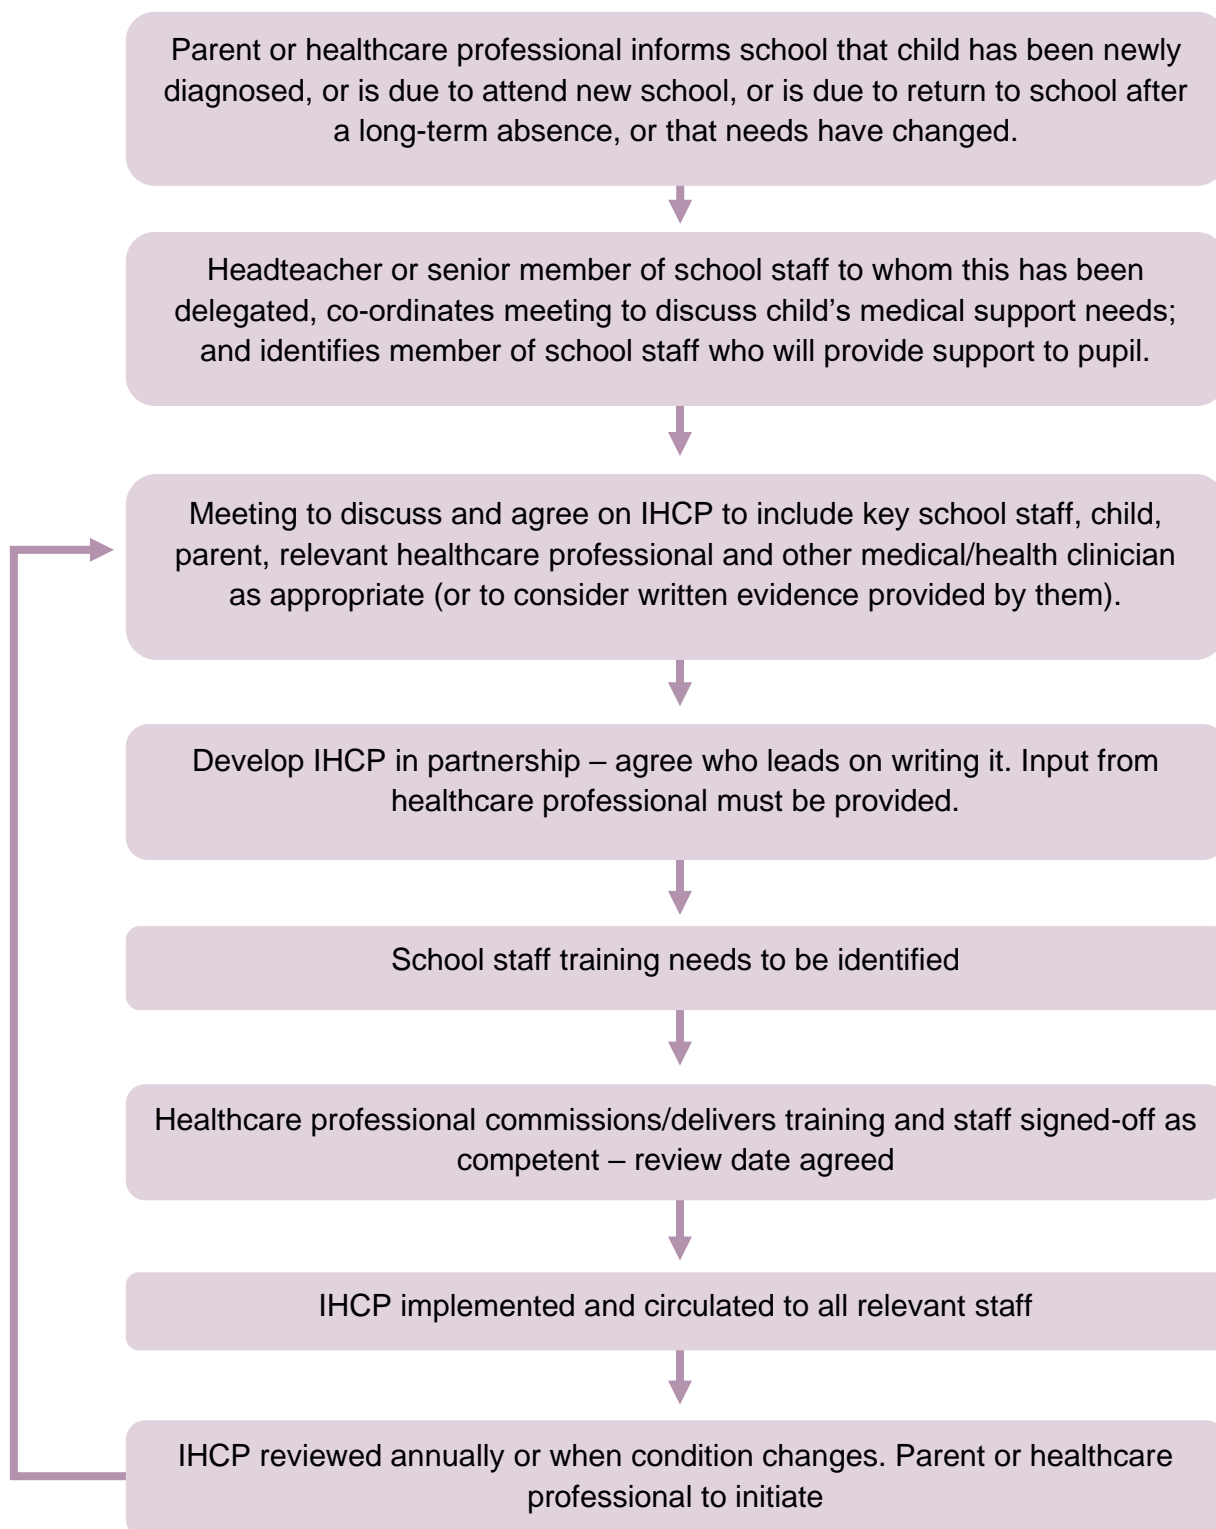 Parent or healthcare professional informs school that child has been newly
diagnosed, or is due to attend new school, or is due to return to school after
a long-term absence, or that needs have changed.
Headteacher or senior member of school staff to whom this has been
delegated, co-ordinates meeting to discuss child’s medical support needs;
and identifies member of school staff who will provide support to pupil.
Meeting to discuss and agree on IHCP to include key school staff, child,
parent, relevant healthcare professional and other medical/health clinician
as appropriate (or to consider written evidence provided by them).
Develop IHCP in partnership – agree who leads on writing it. Input from
healthcare professional must be provided.
School staff training needs to be identified
Healthcare professional commissions/delivers training and staff signed-off as
competent – review date agreed
IHCP implemented and circulated to all relevant staff
IHCP reviewed annually or when condition changes. Parent or healthcare
professional to initiate